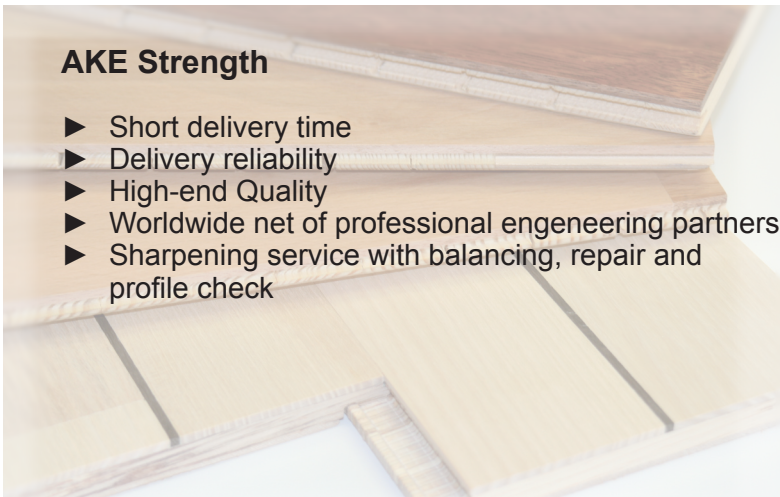 AKE Strength
► Short delivery time
► Delivery reliability
► High-end Quality
► Worldwide net of professional engeneering partners
► Sharpening service with balancing, repair and
profile check